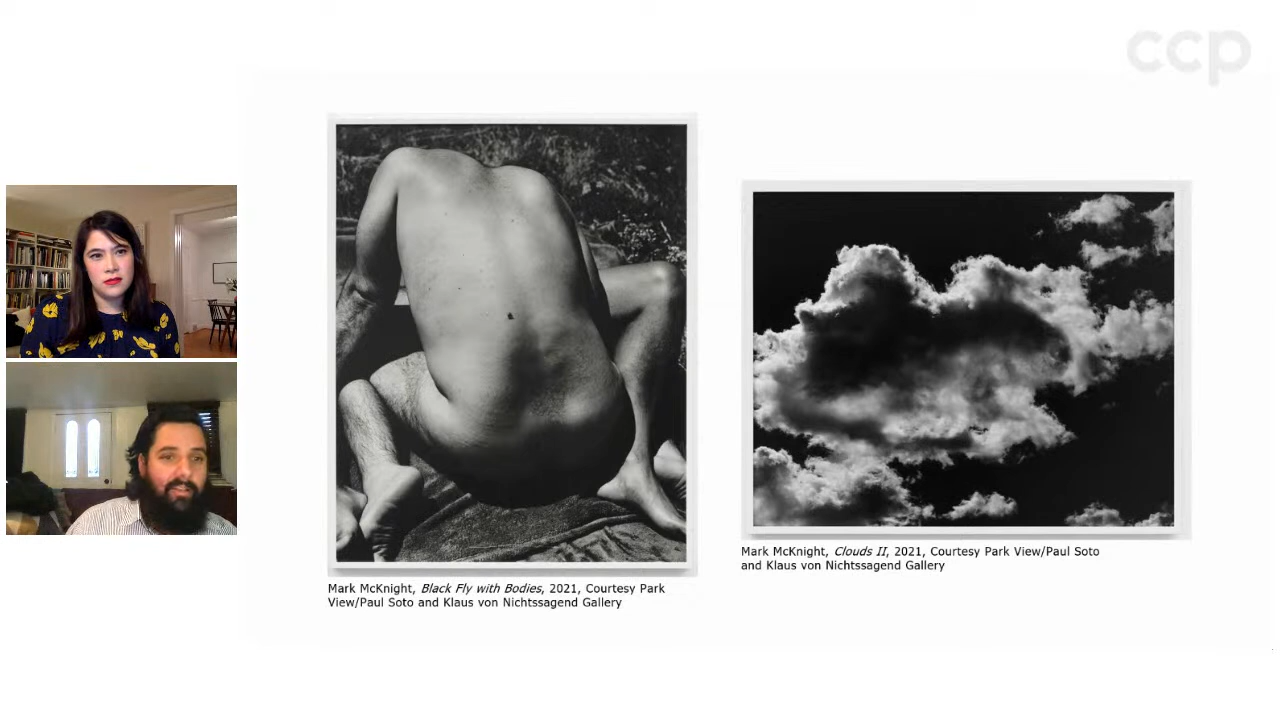 ccp
Mark McKnight, Black Fly with Bodies, 2021, Courtesy Park
View/Paul Soto and Klaus von Nichtssagend Gallery
Mark McKnight, Clouds II, 2021, Courtesy Park View/Paul Soto
and Klaus von Nichtssagend Gallery